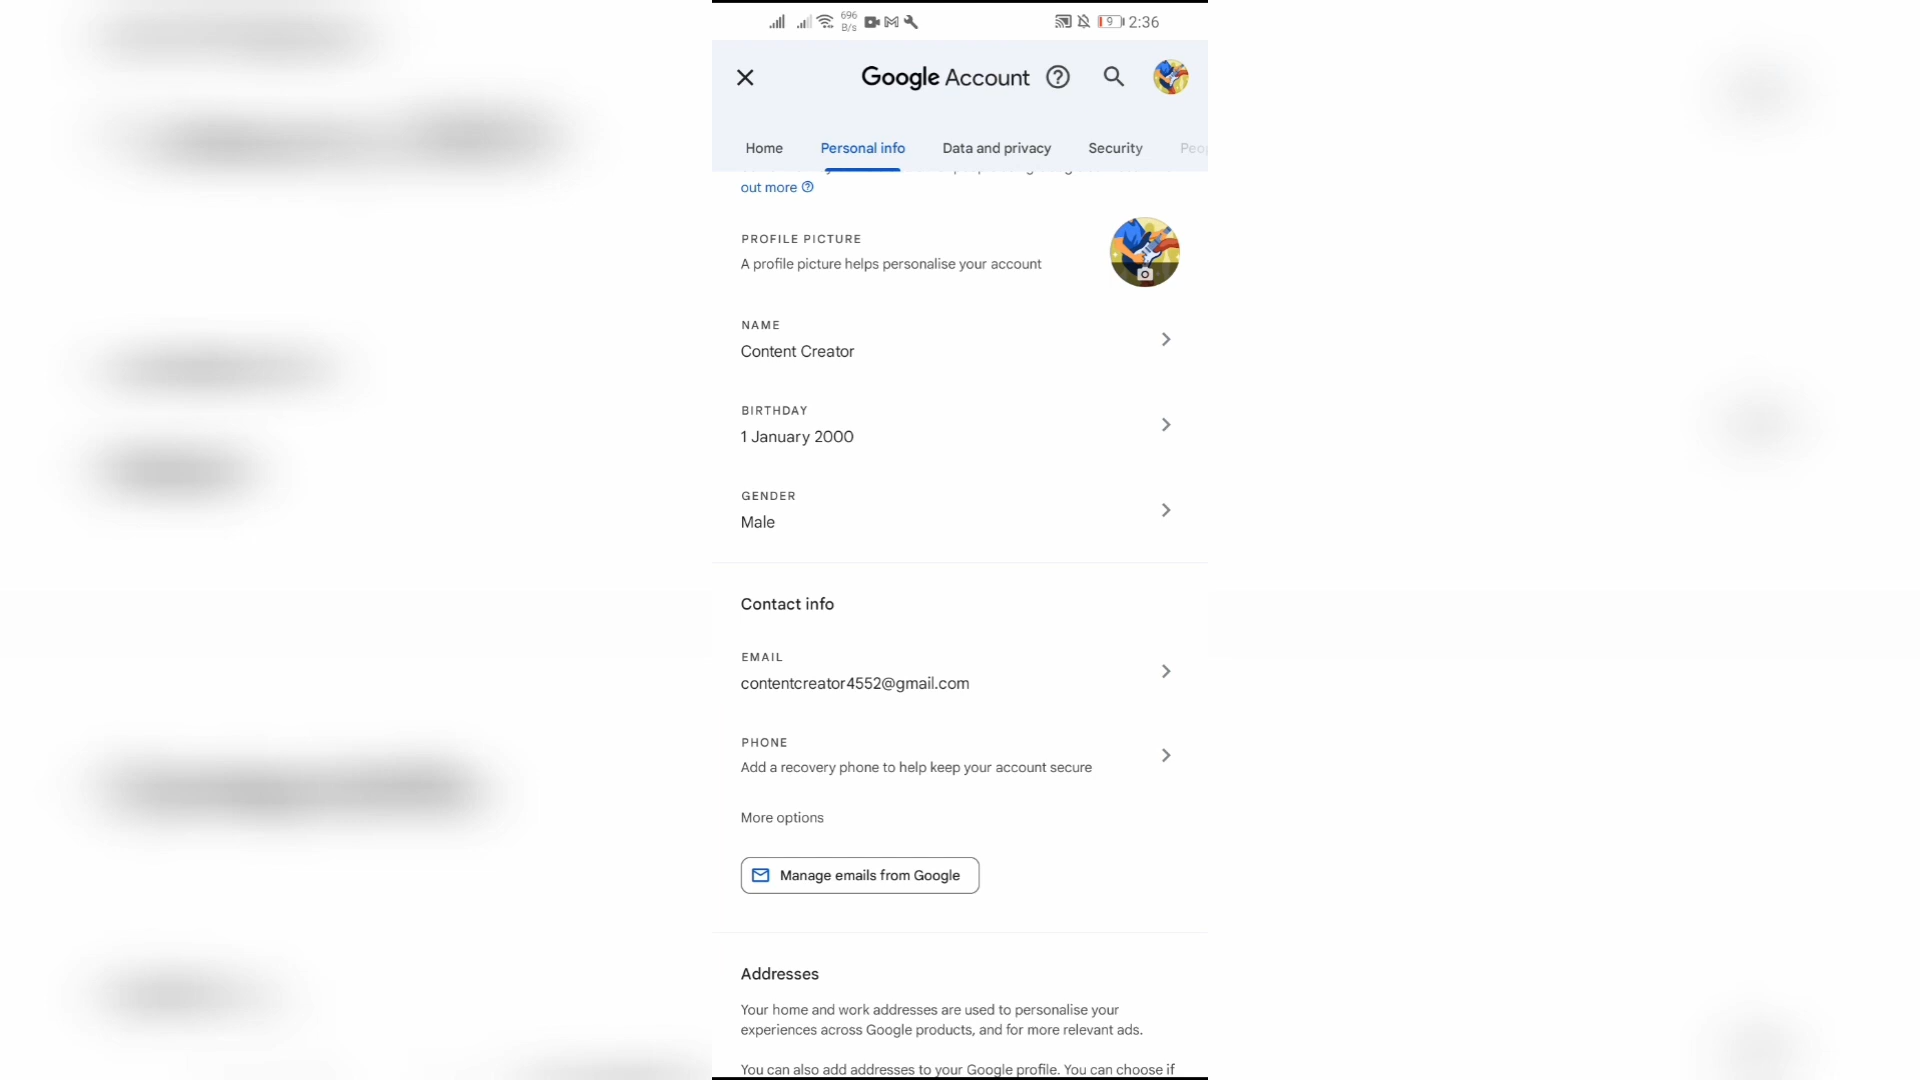 696
B/s
9
2:36
Google Account
Home
Personal info
Data and privacy
Security
out more
PROFILE PICTURE
A profile picture helps personalise your account
NAME
Content Creator
BIRTHDAY
1 January 2000
GENDER
Male
Contact info
EMAIL
contentcreator4552@gmail.com
PHONE
Add a recovery phone to help keep your account secure
More options
Manage emails from Google
Addresses
Your home and work addresses are used to personalise your
experiences across Google products, and for more relevant ads.
You can also add addresses to your Google profile. You can choose if